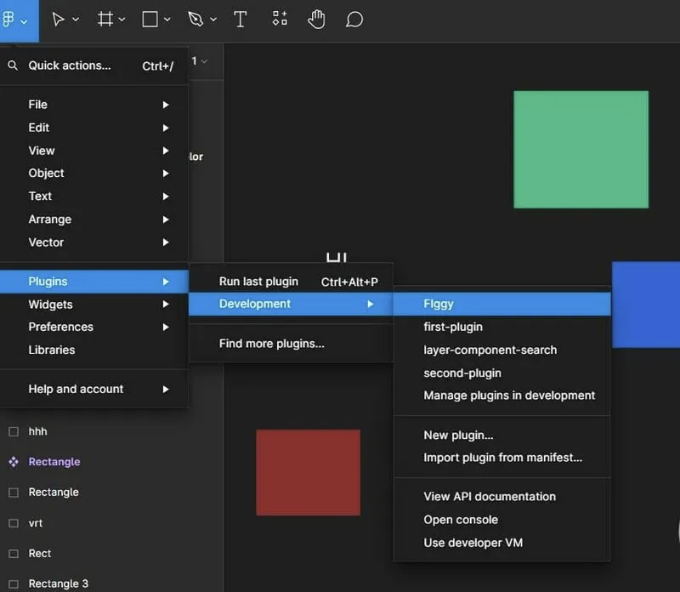 1
Quick actions... Ctrl+/
File
Edit
View
lor
Object
Text
Arrange
Vector
Plugins
Run last plugin Ctrl+Alt+P
Widgets
Development
FIggy
Preferences
first-plugin
Libraries
Find more plugins...
layer-component-search
second-plugin
Help and account
Manage plugins in development
hhh
New plugin...
Import plugin from manifest...
Rectangle
Rectangle
View API documentation
vrt
Open console
Use developer VM
Rect
Rectangle 3